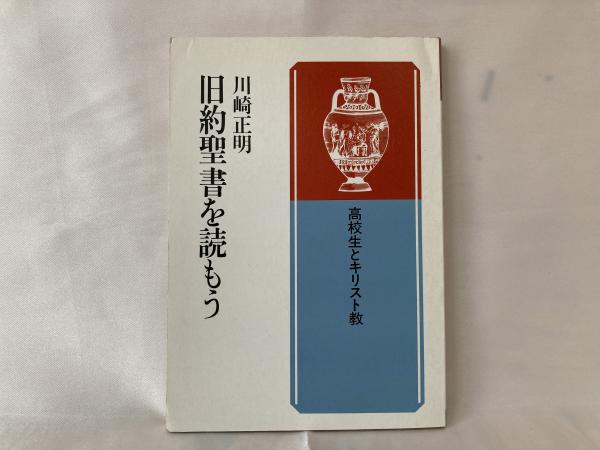 高校生とキリスト教
川崎正明
旧約聖書を読もう